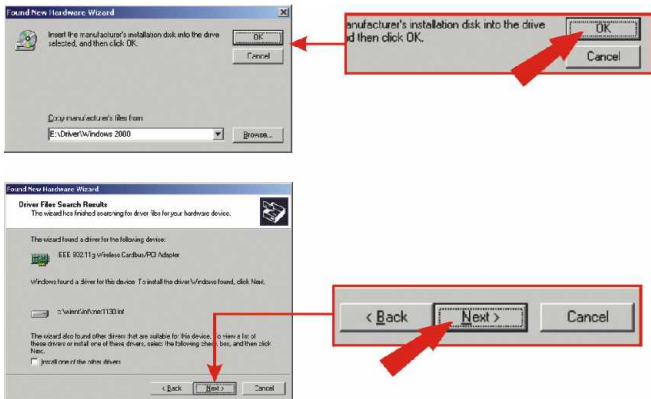 Found New Hardware Wizard
Insert the manufacturer's installation disk into the drive
selected, and then click OK.
OK
Cancel
Copy manufacturer's files from:
E:\Driver\Windows 2000
Browse...
anufacturer's installation disk into the drive
d then click OK.
OK
Cancel
Found New Hardware Wizard
Driver Files Search Results
The wizard has finished searching for driver files for your hardware device.
The wizard found a driver for the following device:
IEEE 802.11g Wireless Cardbus/PCI Adapter
Windows found a driver for this device. To install the driver Windows found, click Next.
The wizard also found other drivers that are suitable for this device. To view a list of
these drivers or install one of these drivers, select the following check box, and then click
Next.
Install one of the other drivers
< Back
Next >
Cancel
< Back
Next >
Cancel